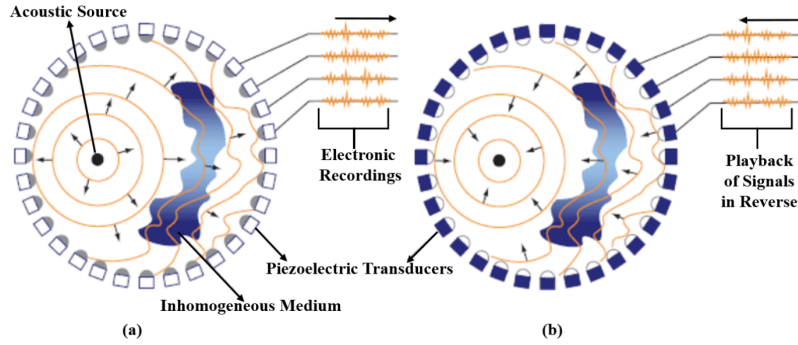 Acoustic Source
Electronic
Recordings
Playback
of Signals
in Reverse
Piezoelectric Transducers
Inhomogeneous Medium
(a)
(b)